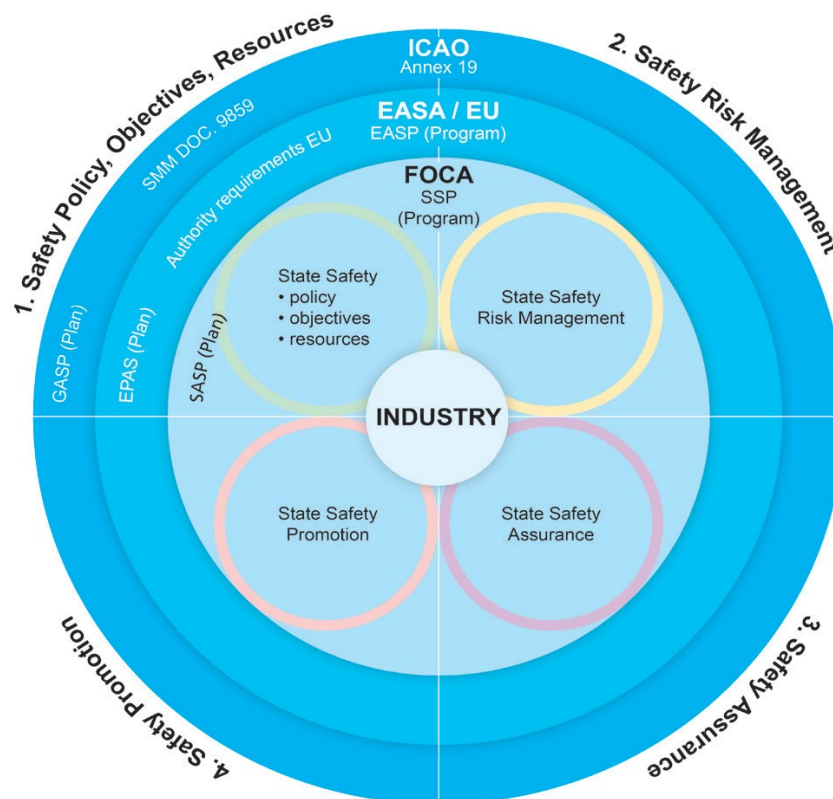 1. Safety Policy, Objectives, Resources
2. Safety Risk Management
ICAO
Annex 19
SMM DOC. 9859
GASP (Plan)
EASA / EU
EASP (Program)
Authority requirements EU
EPAS (Plan)
FOCA
SSP
(Program)
SASP (Plan)
State Safety
• policy
• objectives
• resources
State Safety
Risk Management
INDUSTRY
State Safety
Promotion
State Safety
Assurance
4. Safety Promotion
3. Safety Assurance